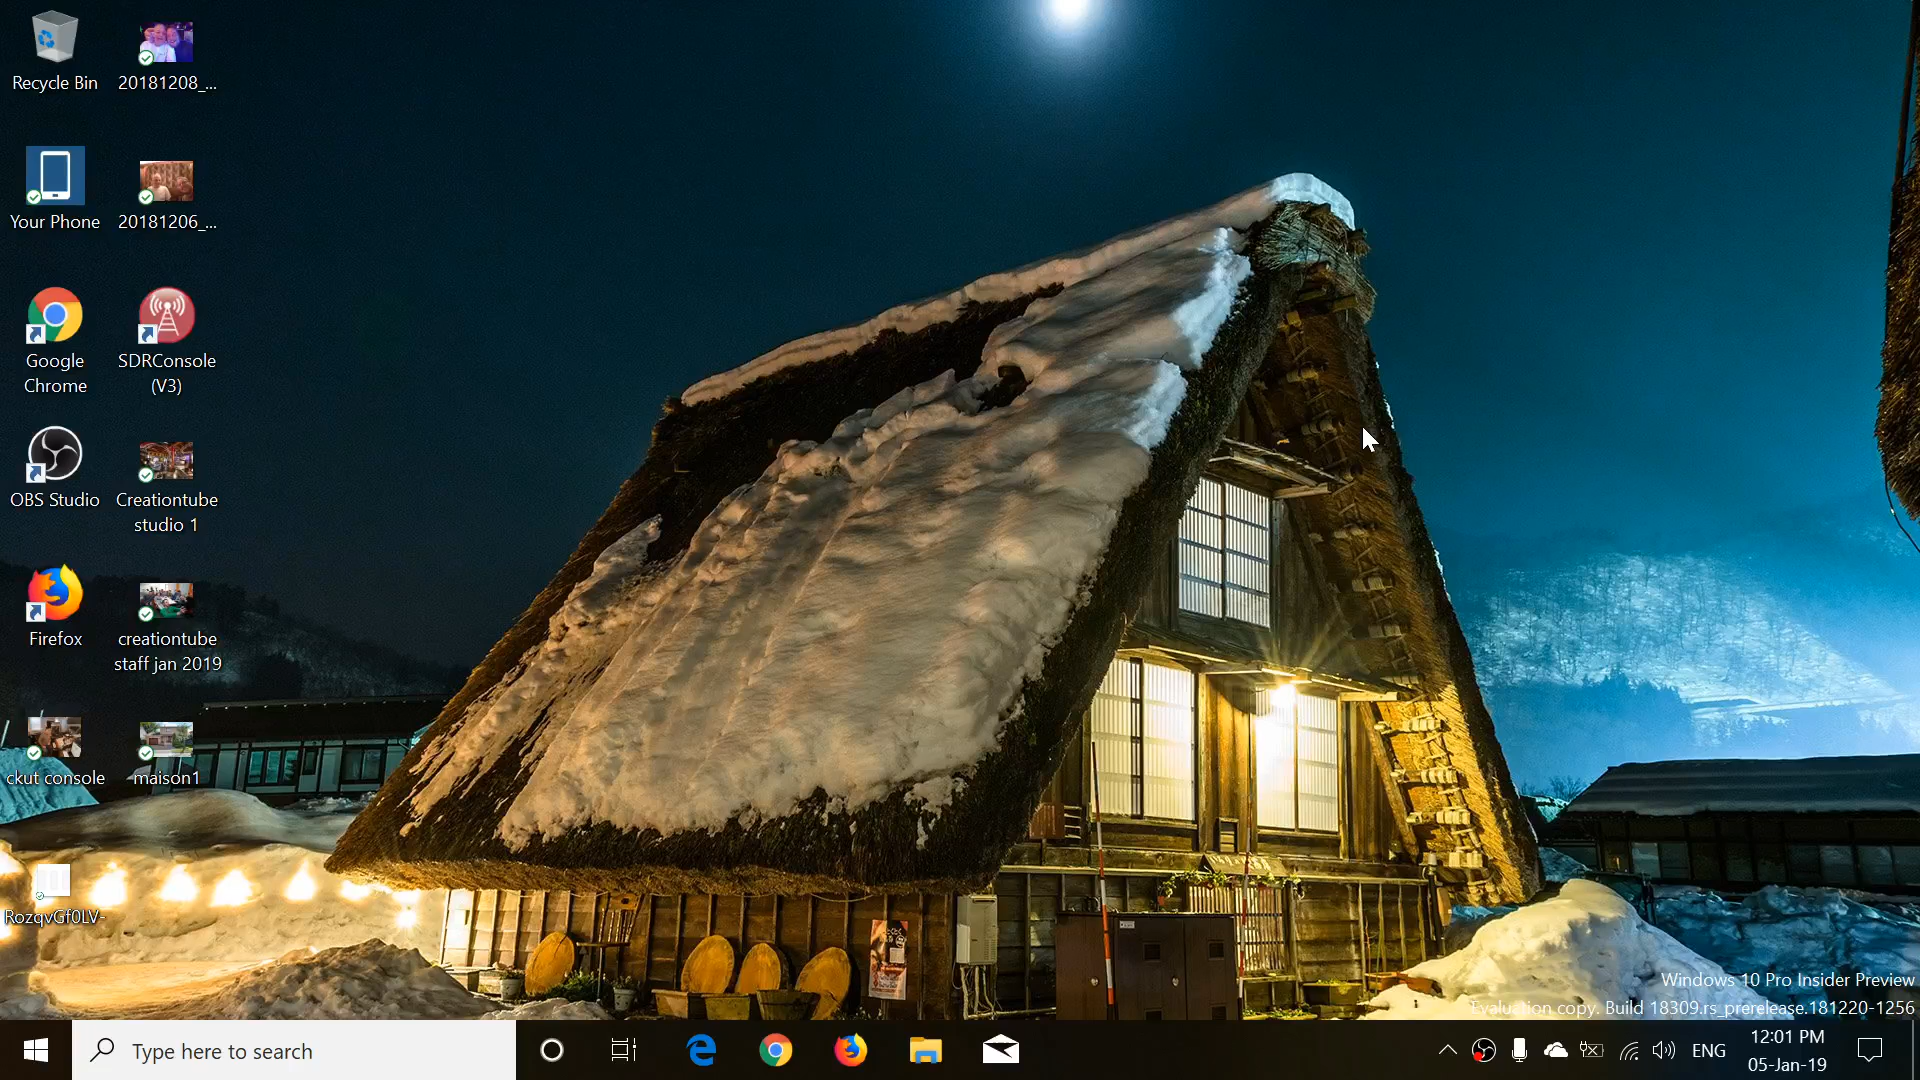 Recycle Bin
20181208_...
Your Phone
20181206_...
Google
Chrome
SDRConsole
(V3)
OBS Studio
Creationtube
studio 1
Firefox
creationtube
staff jan 2019
ckut console
maison1
RozqvGf0LV-
Windows 10 Pro Insider Preview
Evaluation copy. Build 18309.rs_prerelease.181220-1256
Type here to search
ENG
12:01 PM
05-Jan-19